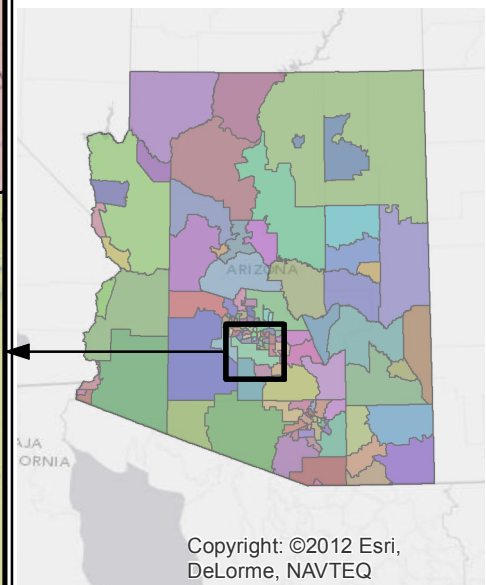 ARIZONA
AJA
ORNIA
Copyright: ©2012 Esri,
DeLorme, NAVTEQ